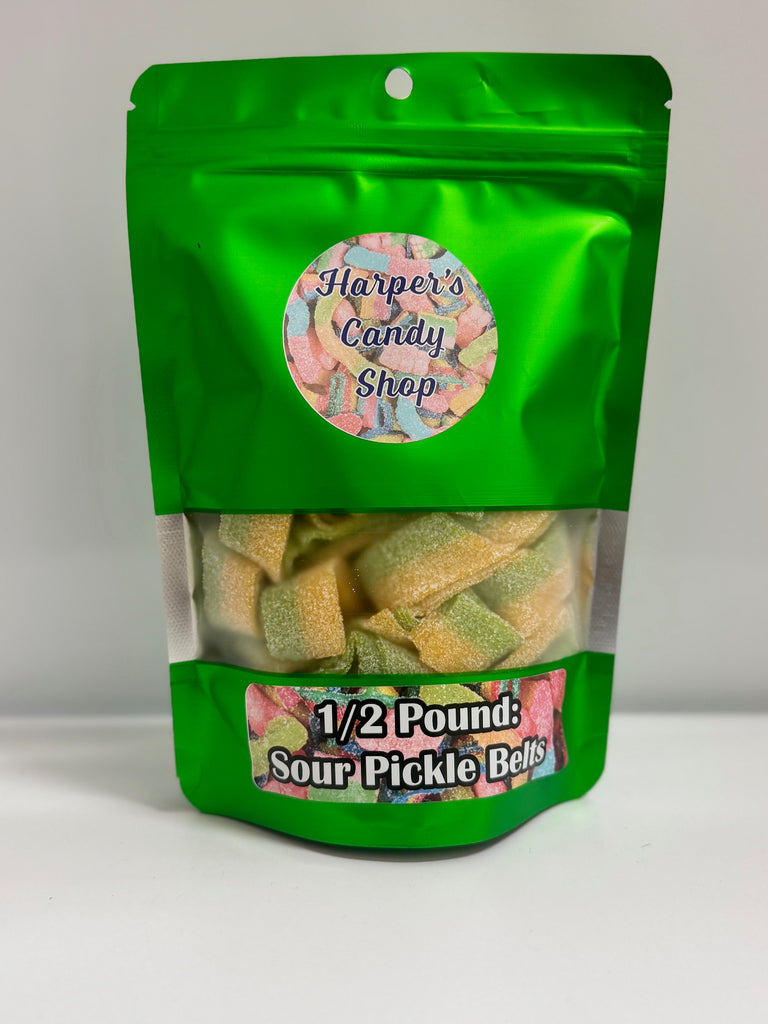 Harper's
Candy
Shop
1/2 Pound:
Sour Pickle Belts